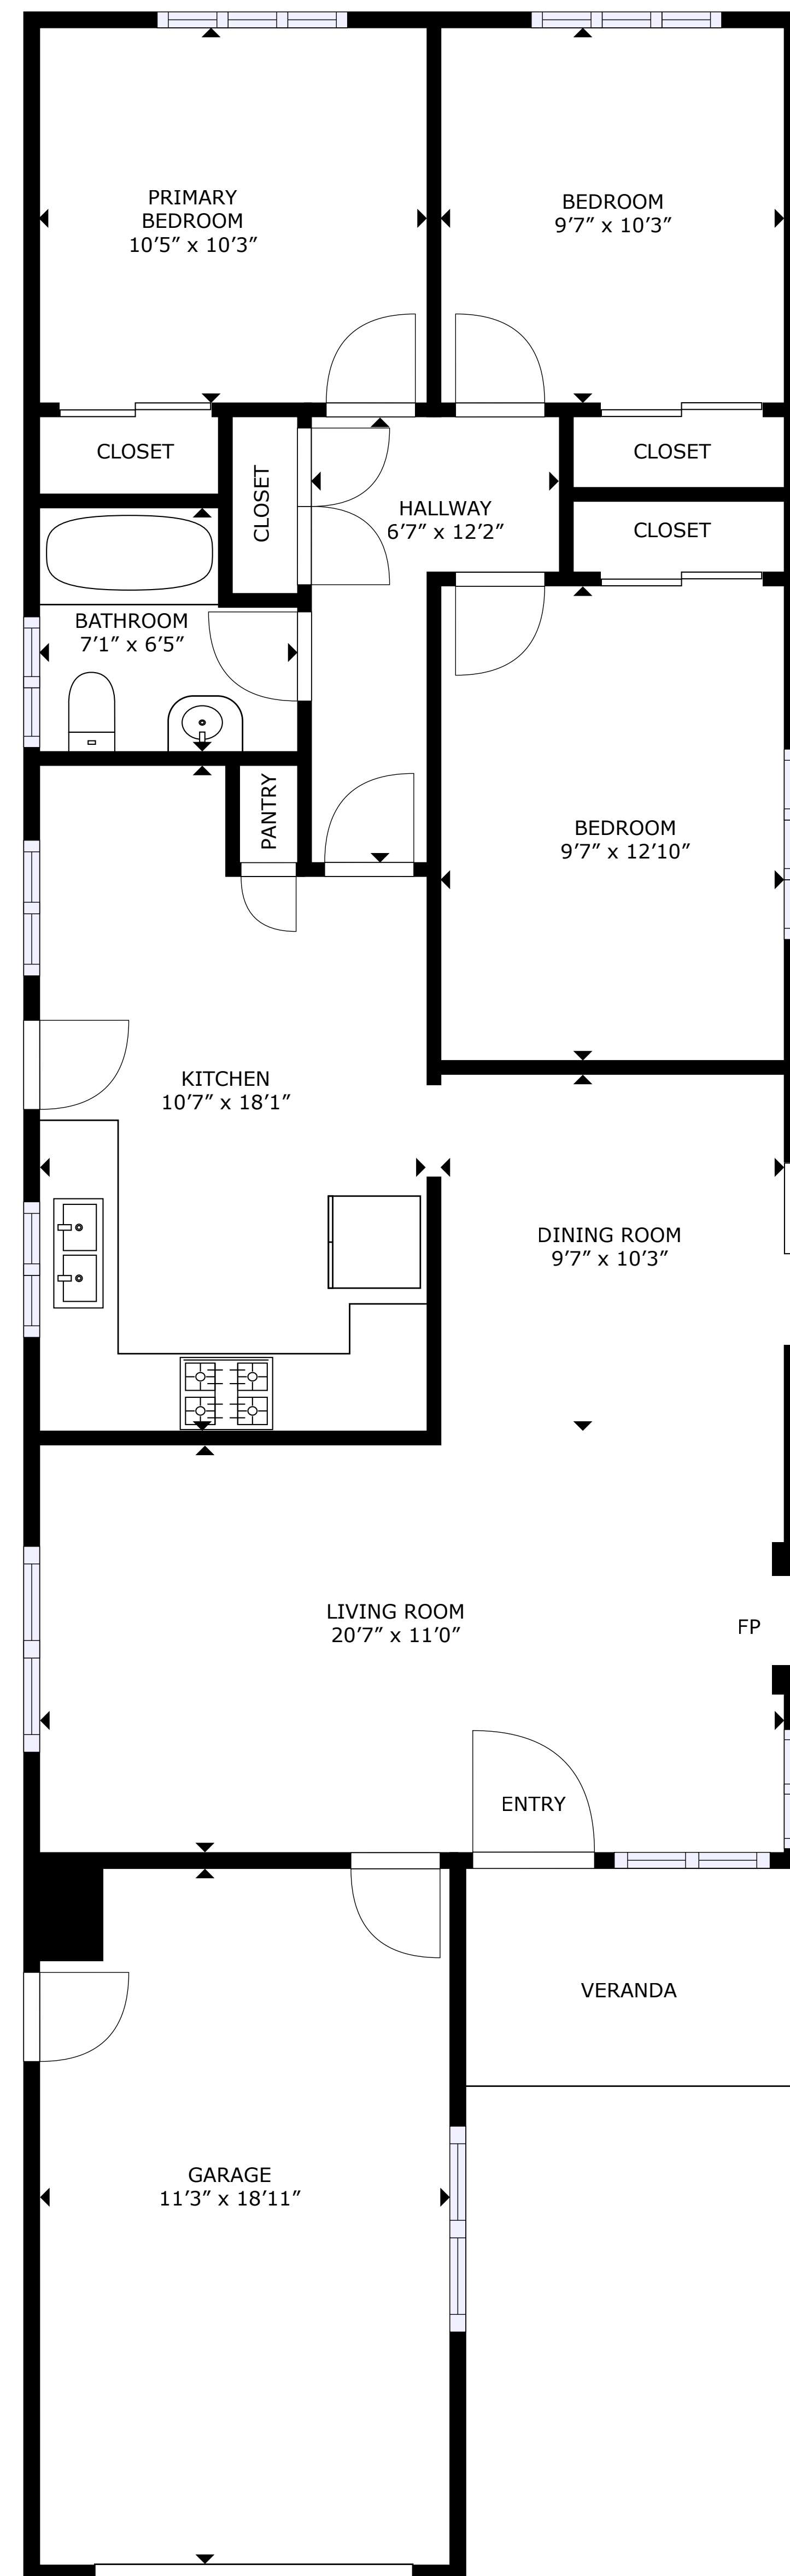 PRIMARY
BEDROOM
10′5″ x 10′3″
BEDROOM
9′7″ x 10′3″
CLOSET
CLOSET
CLOSET
HALLWAY
6′7″ x 12′2″
CLOSET
BATHROOM
7′1″ x 6′5″
PANTRY
BEDROOM
9′7″ x 12′10″
KITCHEN
10′7″ x 18′1″
DINING ROOM
9′7″ x 10′3″
LIVING ROOM
20′7″ x 11′0″
FP
ENTRY
VERANDA
GARAGE
11′3″ x 18′11″